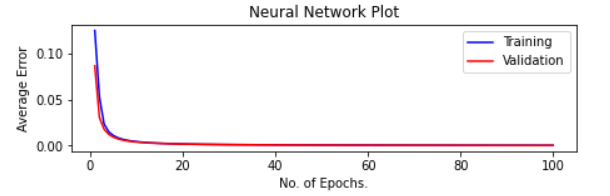 Neural Network Plot
Average Error
0.10
0.05
0.00
Training
Validation
0 20 40 60 80 100
No. of Epochs.